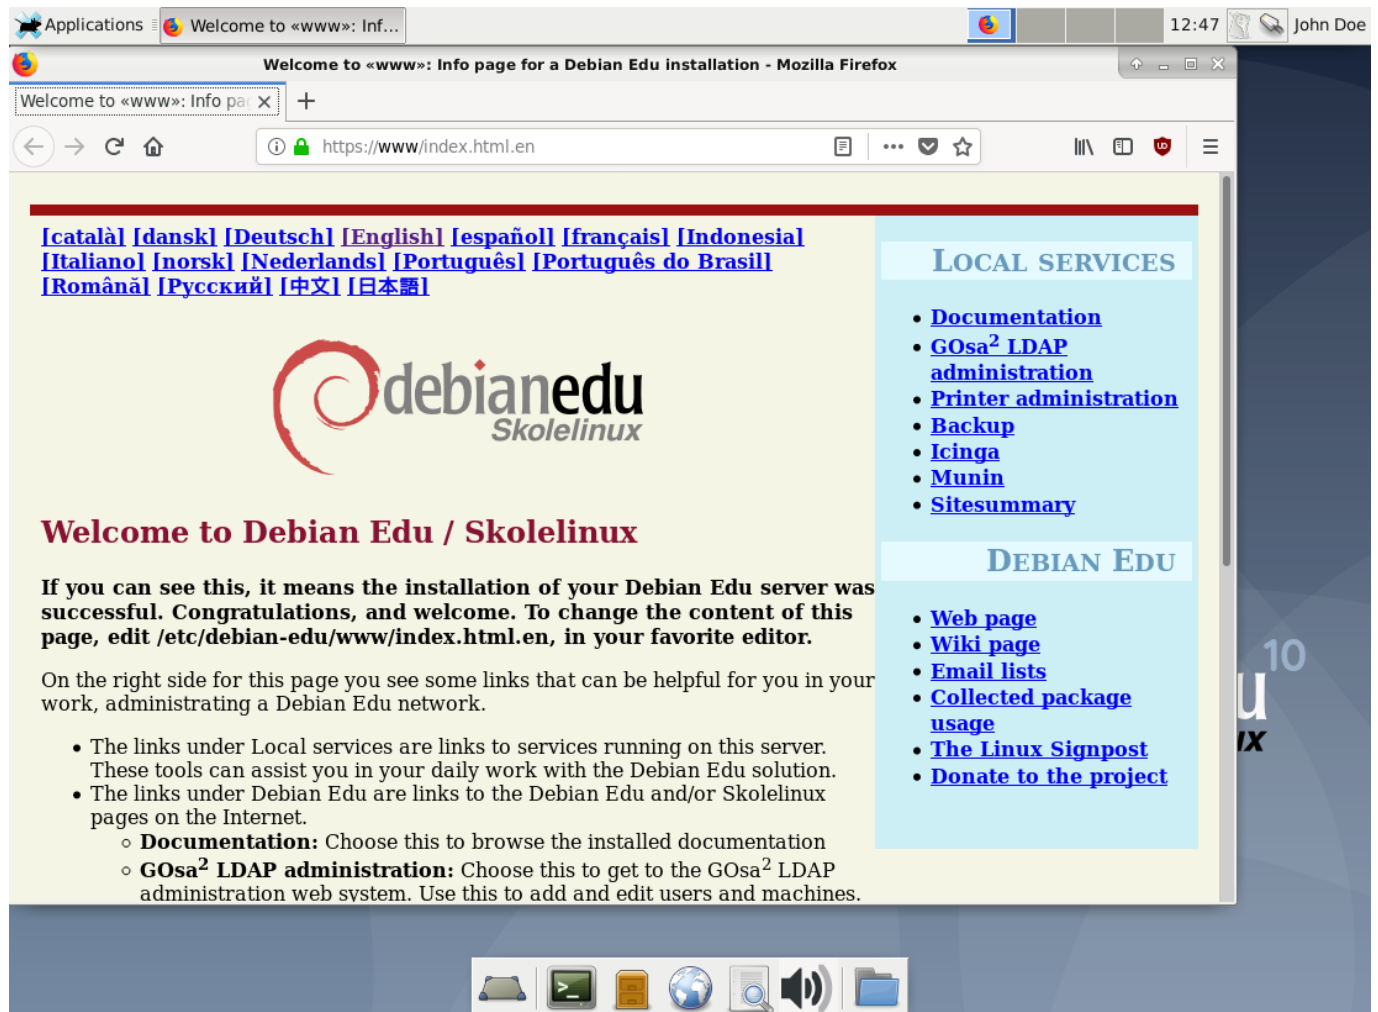 Applications
Welcome to «www»: Inf...
12:47
John Doe
Welcome to «www»: Info page for a Debian Edu installation - Mozilla Firefox
Welcome to «www»: Info pag
https://www/index.html.en
[català] [dansk] [Deutsch] [English] [español] [français] [Indonesia]
[Italiano] [norsk] [Nederlands] [Português] [Português do Brasil]
[Română] [Русский] [中文] [日本語]
debianedu
Skolelinux
Welcome to Debian Edu / Skolelinux
If you can see this, it means the installation of your Debian Edu server was
successful. Congratulations, and welcome. To change the content of this
page, edit /etc/debian-edu/www/index.html.en, in your favorite editor.
On the right side for this page you see some links that can be helpful for you in your
work, administrating a Debian Edu network.
• The links under Local services are links to services running on this server.
These tools can assist you in your daily work with the Debian Edu solution.
• The links under Debian Edu are links to the Debian Edu and/or Skolelinux
pages on the Internet.
◦ Documentation: Choose this to browse the installed documentation
◦ GOsa² LDAP administration: Choose this to get to the GOsa² LDAP
administration web system. Use this to add and edit users and machines.
Local services
• Documentation
• GOsa² LDAP
administration
• Printer administration
• Backup
• Icinga
• Munin
• Sitesummary
Debian Edu
• Web page
• Wiki page
• Email lists
• Collected package
usage
• The Linux Signpost
• Donate to the project
10
u
ıx